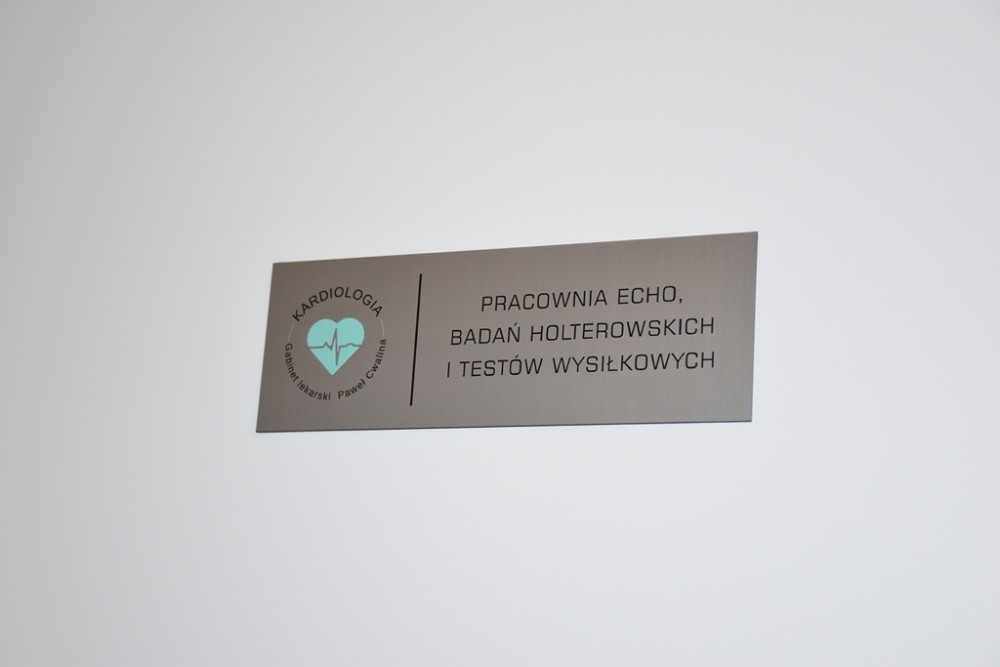 KARDIOLOGIA
Gabinet lekarski Paweł Cwalina
PRACOWNIA ECHO,
BADAŃ HOLTEROWSKICH
I TESTÓW WYSIŁKOWYCH